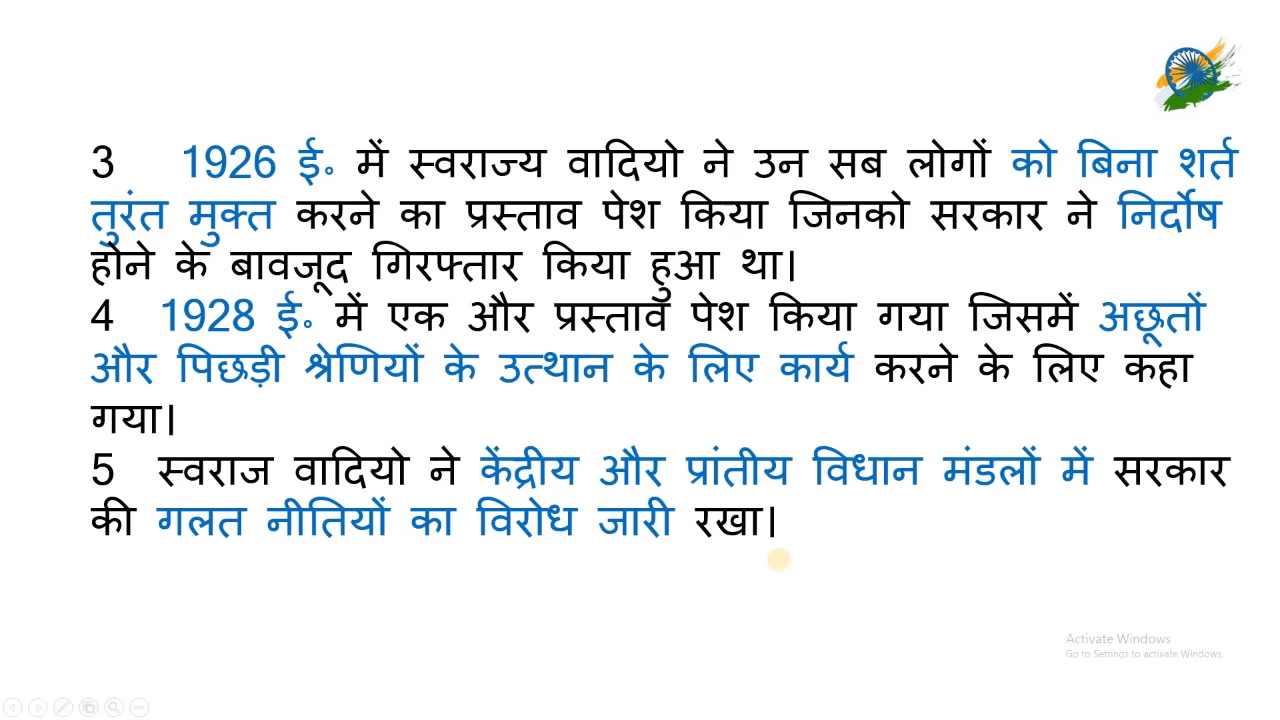 3 1926 ई॰ में स्वराज्य वादियो ने उन सब लोगों को बिना शर्त
तुरंत मुक्त करने का प्रस्ताव पेश किया जिनको सरकार ने निर्दोष
होने के बावजूद गिरफ्तार किया हुआ था।
4 1928 ई॰ में एक और प्रस्ताव पेश किया गया जिसमें अछूतों
और पिछड़ी श्रेणियों के उत्थान के लिए कार्य करने के लिए कहा
गया।
5 स्वराज वादियो ने केंद्रीय और प्रांतीय विधान मंडलों में सरकार
की गलत नीतियों का विरोध जारी रखा।
Activate Windows
Go to Settings to activate Windows.